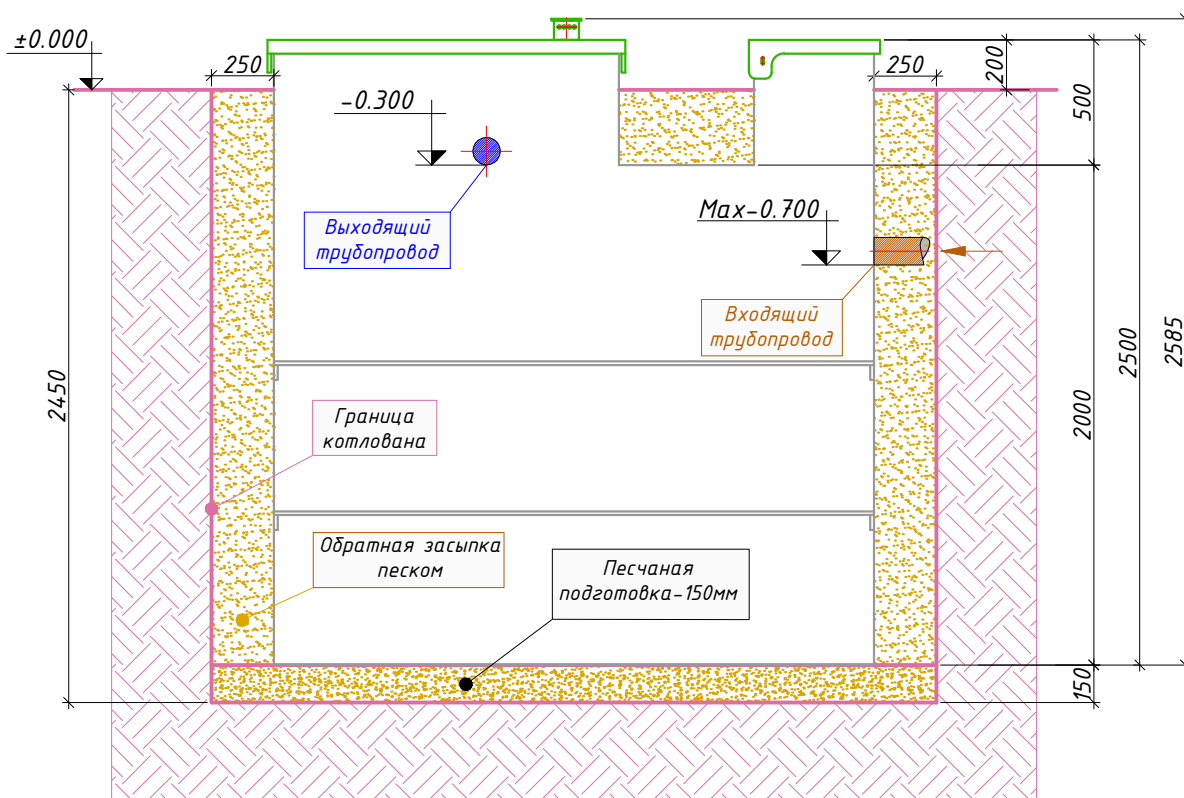 ±0.000
250
250
200
500
-0.300
Выходящий
трубопровод
Max-0.700
Входящий
трубопровод
2450
2500
2585
2000
Граница
котлована
Обратная засыпка
песком
Песчаная
подготовка-150мм
150